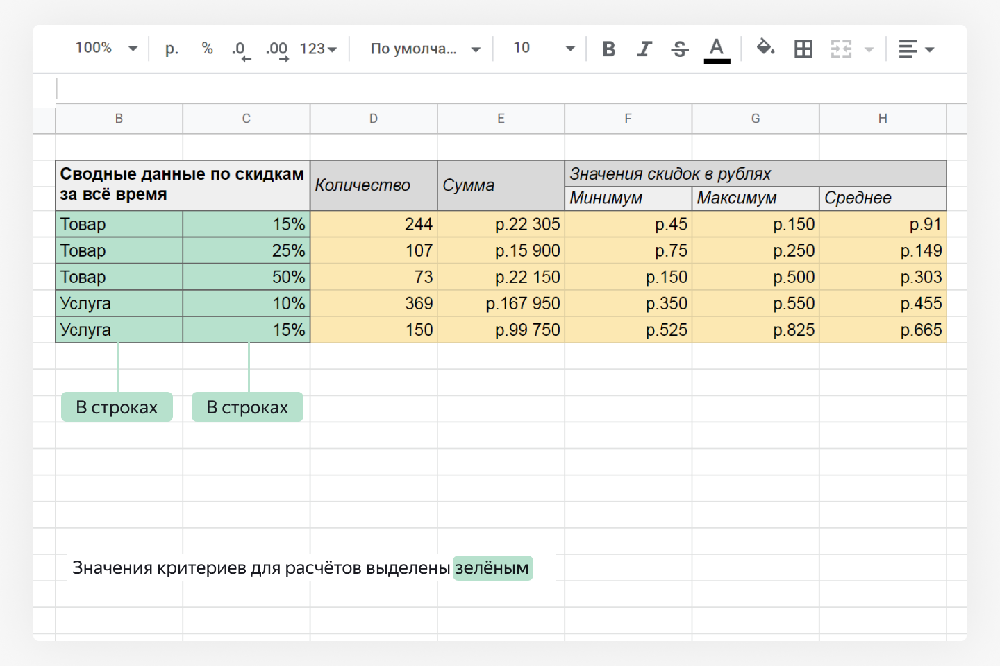 100% р. % .0 .00 123 По умолча... 10 B I S A
B C D E F G H
Сводные данные по скидкам
за всё время
Количество Сумма
Значения скидок в рублях
Минимум Максимум Среднее
Товар 15% 244 р.22 305 р.45 р.150 р.91
Товар 25% 107 р.15 900 р.75 р.250 р.149
Товар 50% 73 р.22 150 р.150 р.500 р.303
Услуга 10% 369 р.167 950 р.350 р.550 р.455
Услуга 15% 150 р.99 750 р.525 р.825 р.665
В строках В строках
Значения критериев для расчётов выделены зелёным